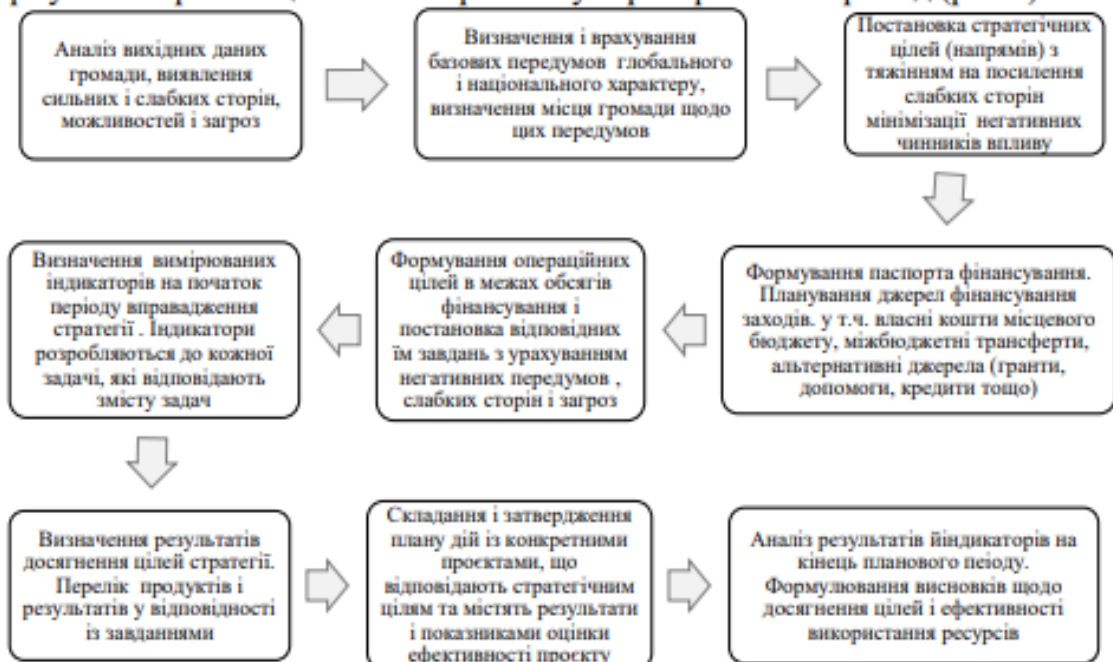 Аналіз вихідних даних
громади, виявлення
сильних і слабких сторін,
можливостей і загроз
Визначення і врахування
базових передумов глобального
і національного характеру,
визначення місця громади щодо
цих передумов
Постановка стратегічних
цілей (напрямів) з
тяжінням на посилення
слабких сторін
мінімізації негативних
чинників впливу
Формування паспорта фінансування.
Планування джерел фінансування
заходів. у т.ч. власні кошти місцевого
бюджету, міжбюджетні трансферти,
альтернативні джерела (гранти,
допомоги, кредити тощо)
Формування операційних
цілей в межах обсягів
фінансування і
постановка відповідних
їм завдань з урахуванням
негативних передумов ,
слабких сторін і загроз
Визначення вимірюваних
індикаторів на початок
періоду вправадження
стратегії . Індикатори
розробляються до кожної
задачі, які відповідають
змісту задач
Визначення результатів
досягнення цілей стратегії.
Перелік продуктів і
результатів у відповідності
із завданнями
Складання і затвердження
плану дій із конкретними
проєктами, що
відповідають стратегічним
цілям та містять результати
і показниками оцінки
ефективності проєкту
Аналіз результатів йіндикаторів на
кінець планового пеіоду.
Формулювання висновків щодо
досягнення цілей і ефективності
використання ресурсів